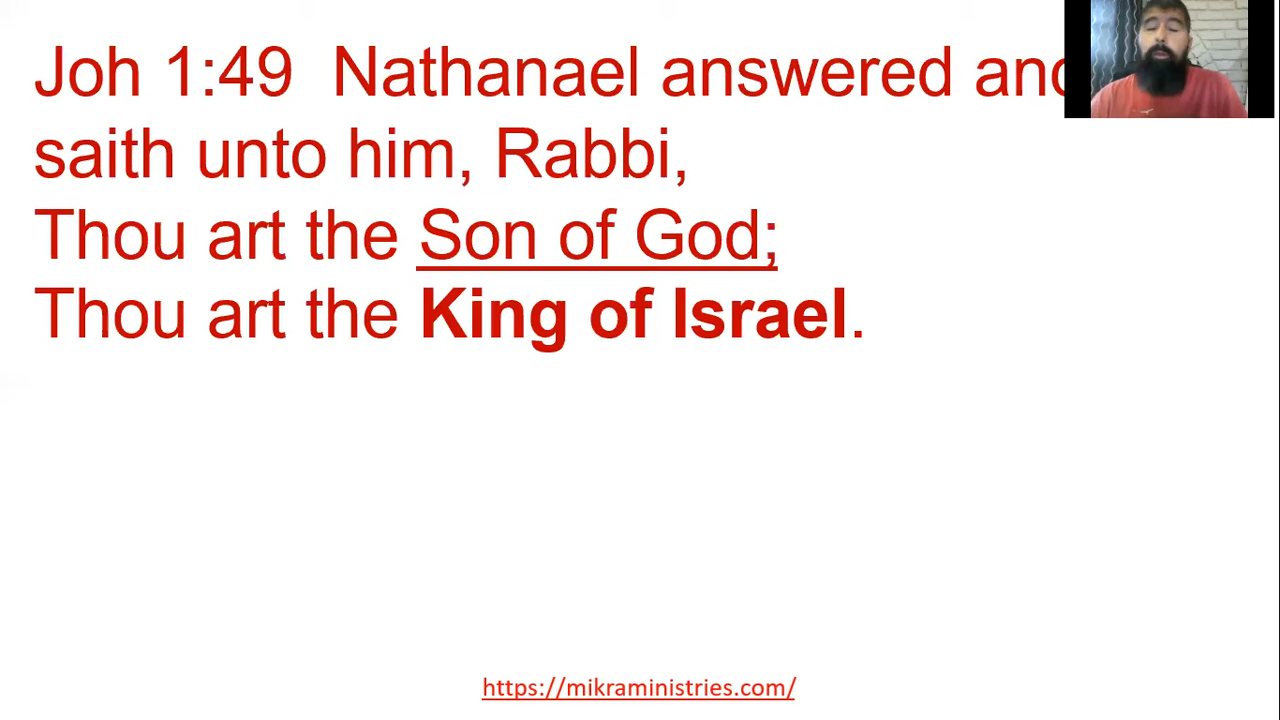 Joh 1:49 Nathanael answered and
saith unto him, Rabbi,
Thou art the Son of God;
Thou art the King of Israel.
https://mikraministries.com/